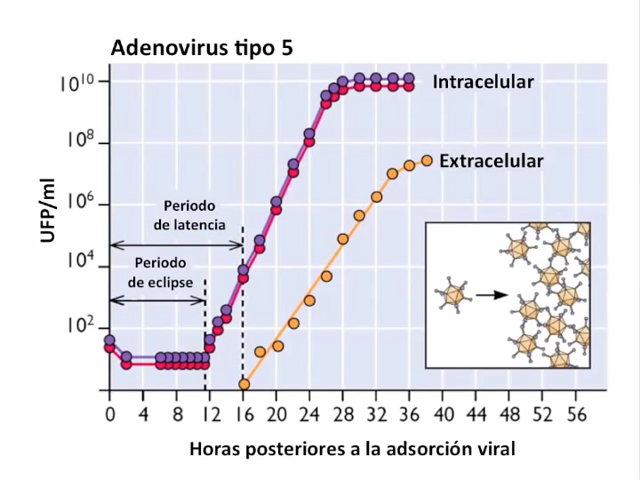 Adenovirus tipo 5
10¹⁰
10⁸
10⁶
10⁴
10²
UFP/ml
Intracelular
Extracelular
Periodo
de latencia
Periodo
de eclipse
0 4 8 12 16 20 24 28 32 36 40 44 48 52 56
Horas posteriores a la adsorción viral